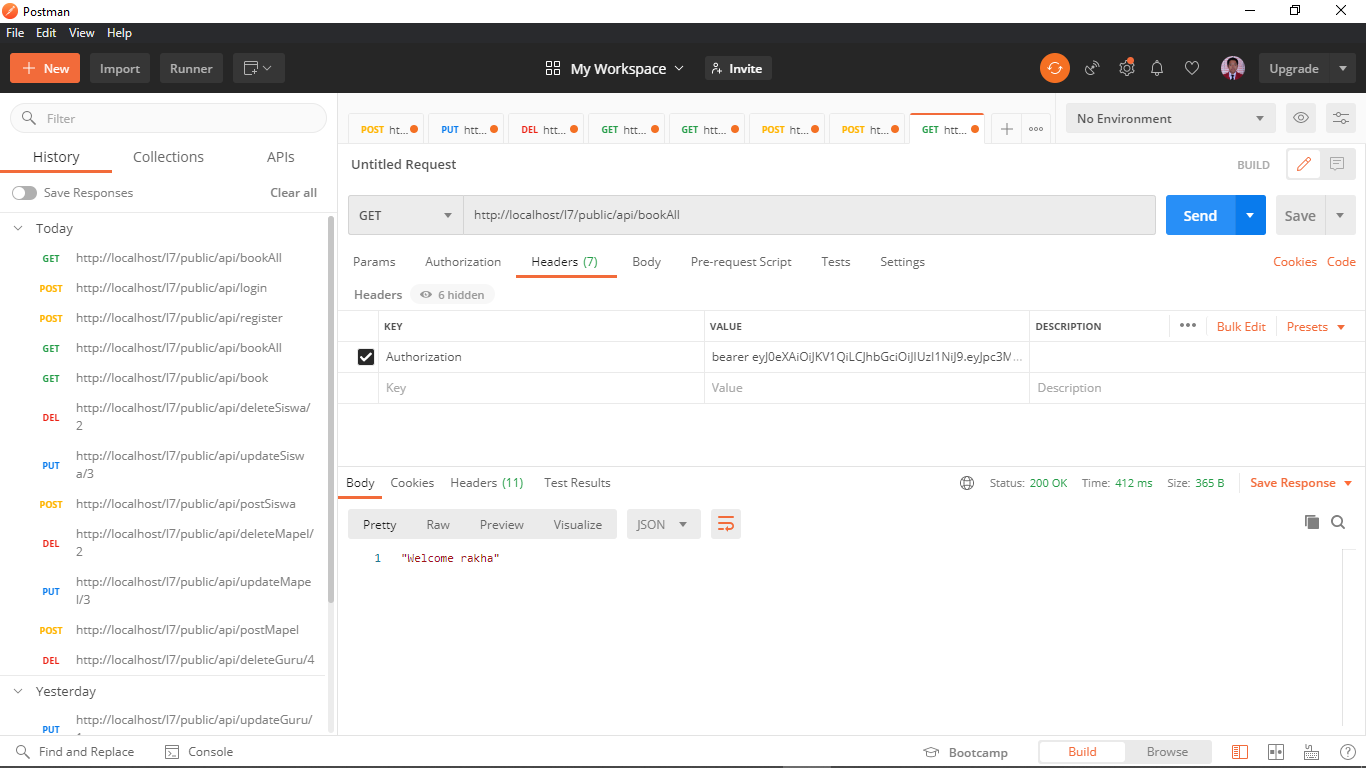 Postman
File Edit View Help
New Import Runner My Workspace Invite Upgrade
Filter
History Collections APIs
Save Responses Clear all
Today
GET http://localhost/l7/public/api/bookAll
POST http://localhost/l7/public/api/login
POST http://localhost/l7/public/api/register
GET http://localhost/l7/public/api/bookAll
GET http://localhost/l7/public/api/book
DEL http://localhost/l7/public/api/deleteSiswa/
2
PUT http://localhost/l7/public/api/updateSisw
a/3
POST http://localhost/l7/public/api/postSiswa
DEL http://localhost/l7/public/api/deleteMapel/
2
PUT http://localhost/l7/public/api/updateMape
l/3
POST http://localhost/l7/public/api/postMapel
DEL http://localhost/l7/public/api/deleteGuru/4
Yesterday
PUT http://localhost/l7/public/api/updateGuru/
POST ht... PUT htt... DEL htt... GET htt... GET htt... POST ht... POST ht... GET htt... No Environment
Untitled Request BUILD
GET http://localhost/l7/public/api/bookAll Send Save
Params Authorization Headers (7) Body Pre-request Script Tests Settings Cookies Code
Headers 6 hidden
KEY VALUE DESCRIPTION ••• Bulk Edit Presets
Authorization bearer eyJ0eXAiOiJKV1QiLCJhbGciOiJIUzI1NiJ9.eyJpc3M...
Key Value Description
Body Cookies Headers (11) Test Results Status: 200 OK Time: 412 ms Size: 365 B Save Response
Pretty Raw Preview Visualize JSON
1 "Welcome rakha"
Find and Replace Console Bootcamp Build Browse